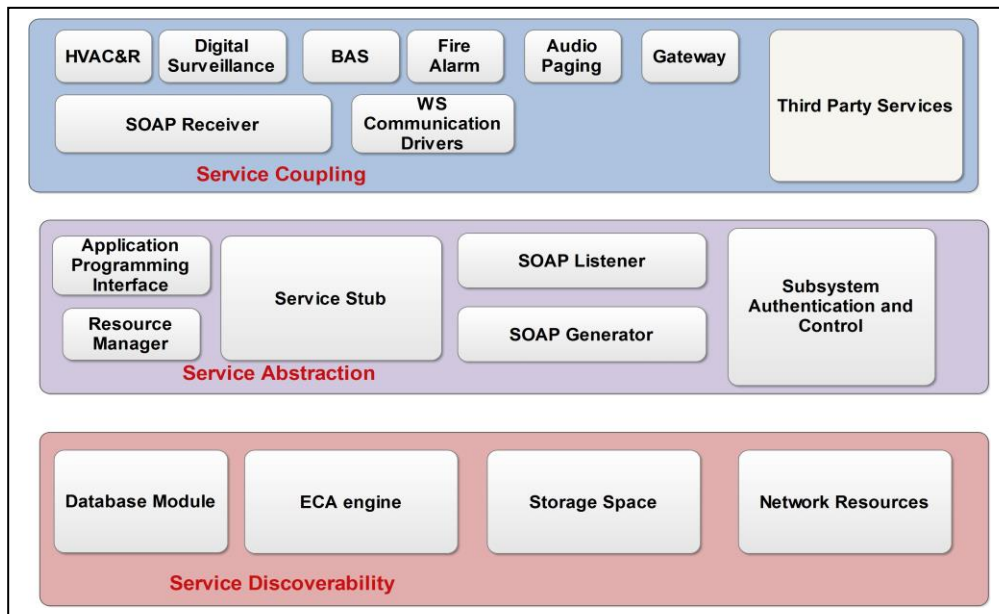 HVAC&R
Digital
Surveillance
BAS
Fire
Alarm
Audio
Paging
Gateway
Third Party Services
SOAP Receiver
WS
Communication
Drivers
Service Coupling
Application
Programming
Interface
Resource
Manager
Service Stub
SOAP Listener
SOAP Generator
Subsystem
Authentication and
Control
Service Abstraction
Database Module
ECA engine
Storage Space
Network Resources
Service Discoverability